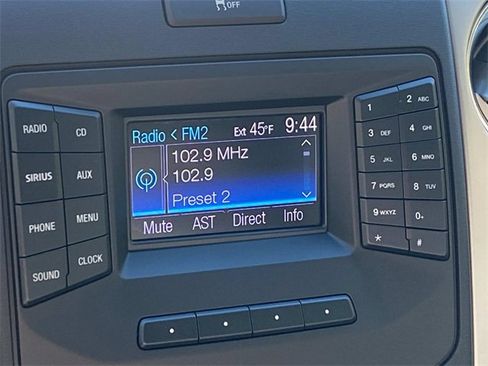 OFF
RADIO
CD
SIRIUS
AUX
PHONE
MENU
SOUND
CLOCK
Radio < FM2 Ext 45°F 9:44
102.9 MHz
102.9
Preset 2
Mute AST Direct Info
1
2 ABC
3 DEF
4 GHI
5 JKL
6 MNO
7 PQRS
8 TUV
9 WXYZ
0+
*
#